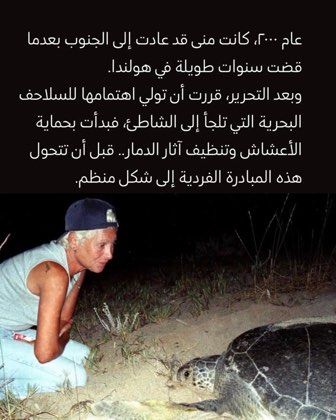 عام ٢٠٠٠، كانت منى قد عادت إلى الجنوب بعدما
قضت سنوات طويلة في هولندا.
وبعد التحرير، قررت أن تولي اهتمامها للسلاحف
البحرية التي تلجأ إلى الشاطئ، فبدأت بحماية
الأعشاش وتنظيف آثار الدمار.. قبل أن تتحول
هذه المبادرة الفردية إلى شكل منظم.